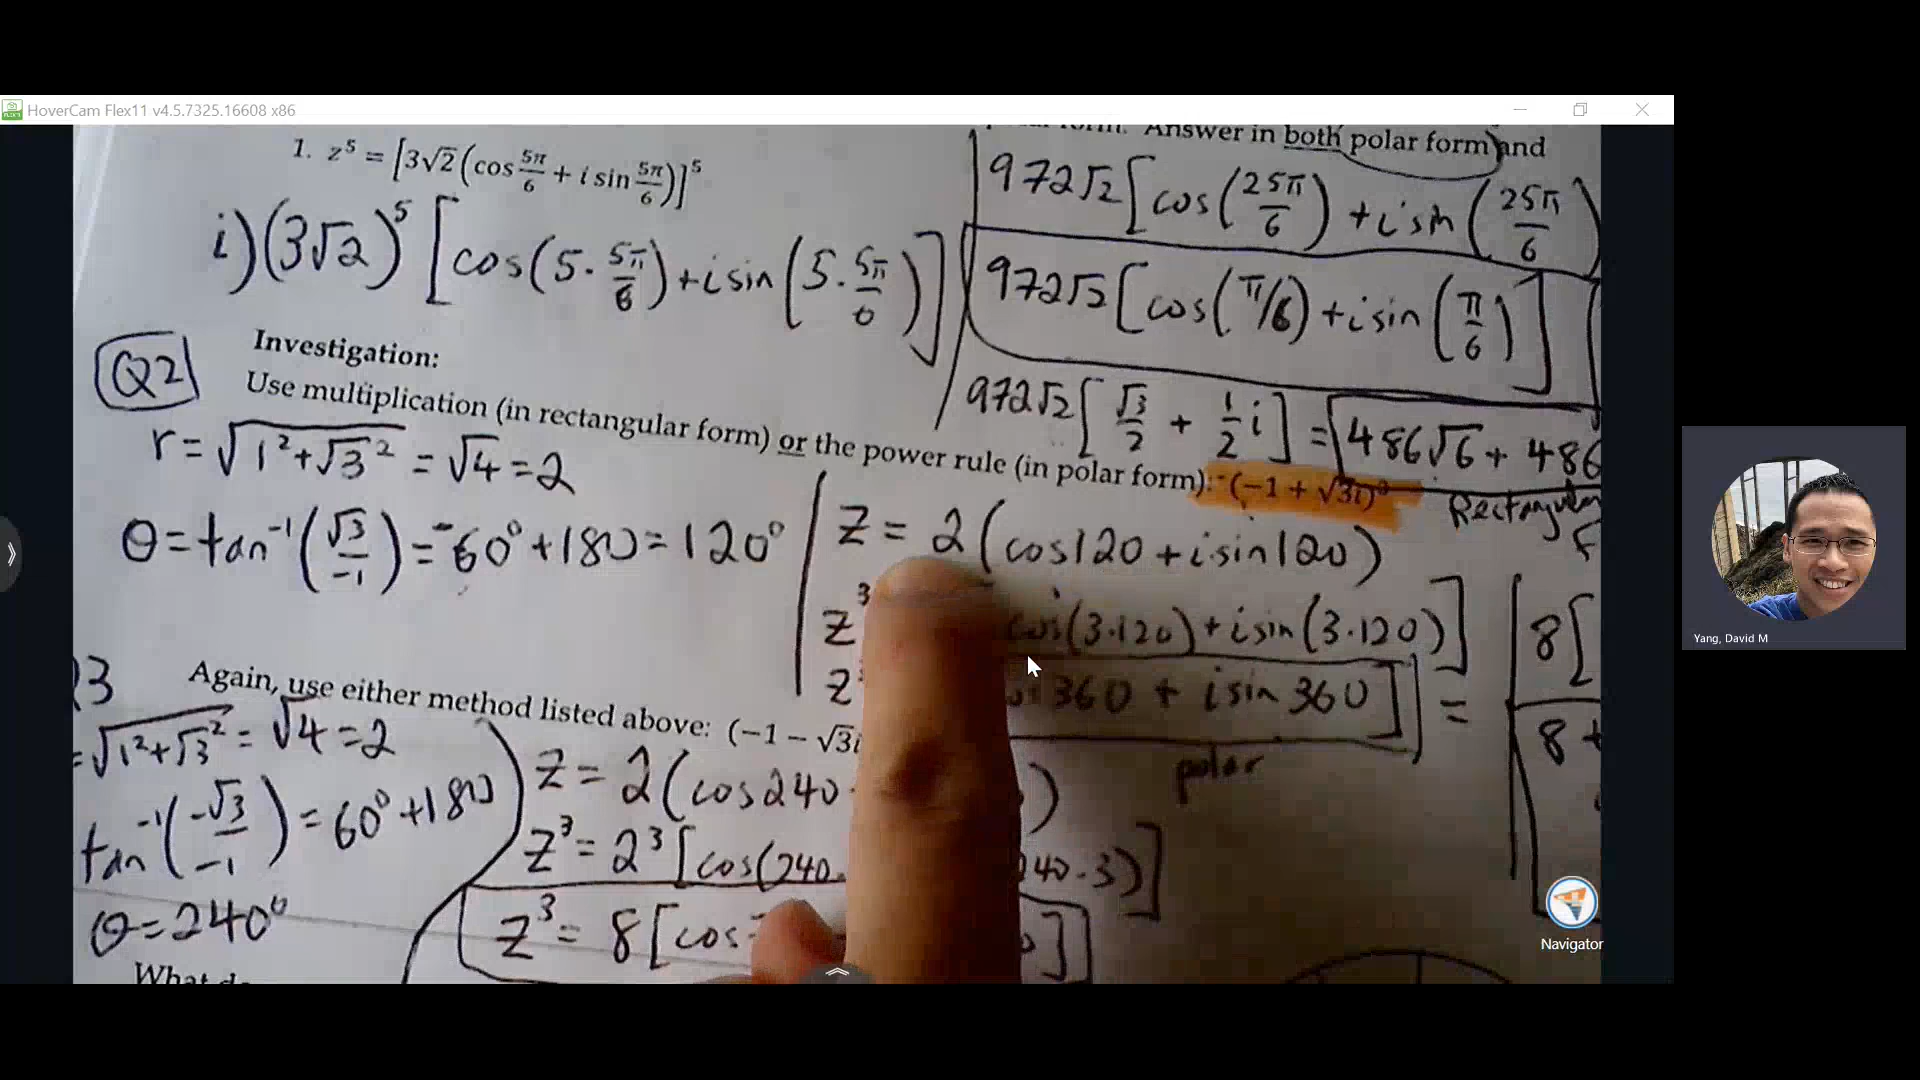 HoverCam Flex11 v4.5.7325.16608 x86
Answer in both polar form) and
1. z⁵ = [3√2(cos 5π/6 + i sin 5π/6)]⁵
i) (3√2)⁵ [cos(5·5π/6) + i sin(5·5π/6)]
972√2 [cos(25π/6) + i sin(25π/6)
972√2 [cos(π/6) + i sin(π/6)]
972√2 [√3/2 + 1/2 i] = 486√6 + 486
Rectangular
F
Q2
Investigation:
Use multiplication (in rectangular form) or the power rule (in polar form): (−1 + √3i)³
r = √1² + √3² = √4 = 2
θ = tan⁻¹(√3/−1) = −60° + 180 = 120°
z = 2(cos120 + i sin120)
z³ cos(3·120) + i sin(3·120)]
z³ 360 + i sin 360] =
polar
8[
8 +
3
Again, use either method listed above: (−1 − √3i
= √1² + √3² = √4 = 2
tan⁻¹(−√3/−1) = 60° + 180
θ = 240°
z = 2(cos240 )
z³ = 2³[cos(240 240·3)]
z³ = 8[cos ]
What do
Navigator
Yang, David M